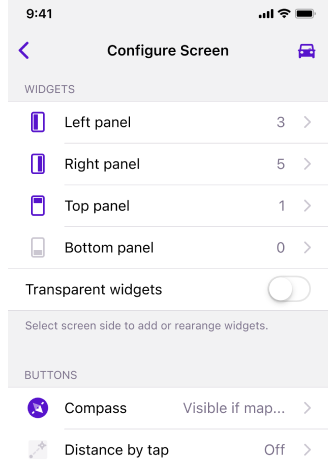 9:41
Configure Screen
WIDGETS
Left panel 3
Right panel 5
Top panel 1
Bottom panel 0
Transparent widgets
Select screen side to add or rearrange widgets.
BUTTONS
Compass Visible if map...
Distance by tap Off